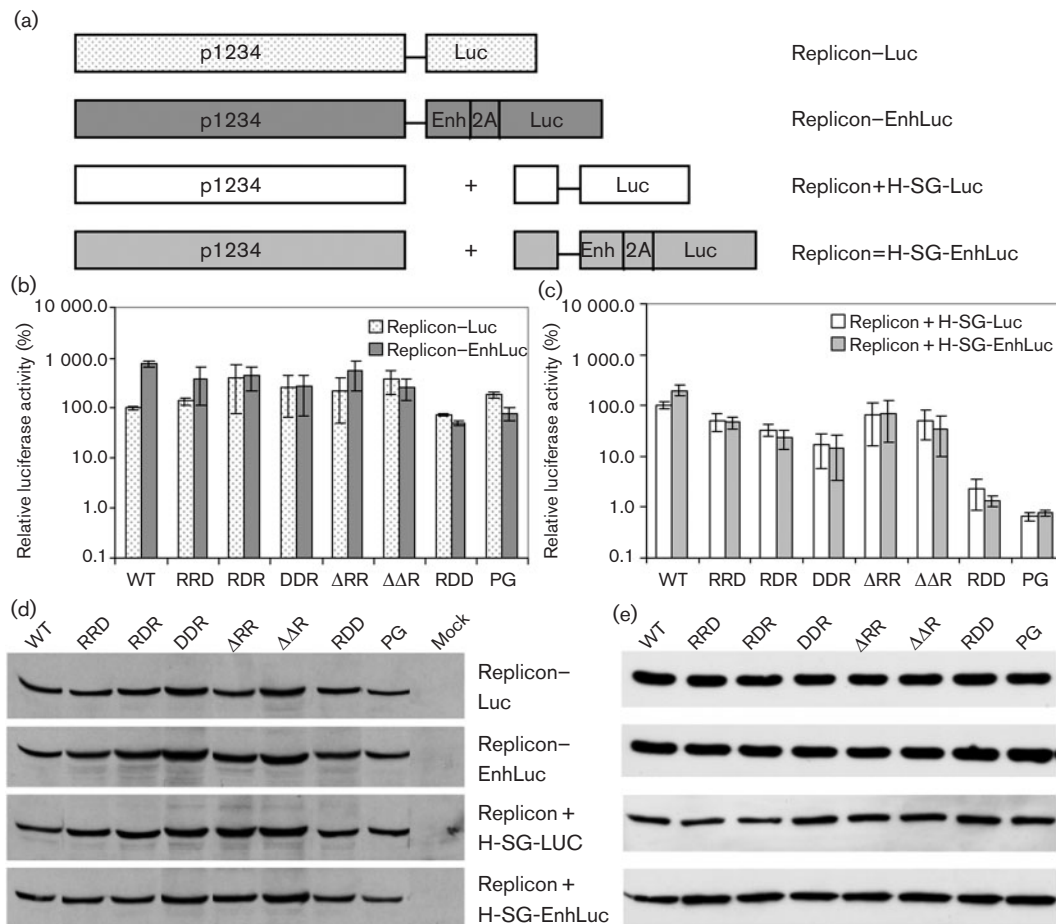 (a)
p1234 Luc Replicon–Luc
p1234 Enh 2A Luc Replicon–EnhLuc
p1234 + Luc Replicon+H-SG-Luc
p1234 + Enh 2A Luc Replicon=H-SG-EnhLuc
(b)
Relative luciferase activity (%)
10 000.0
1 000.0
100.0
10.0
1.0
0.1
Replicon–Luc
Replicon–EnhLuc
WT RRD RDR DDR ΔRR ΔΔR RDD PG
(c)
Relative luciferase activity (%)
10 000.0
1 000.0
100.0
10.0
1.0
0.1
Replicon + H-SG-Luc
Replicon + H-SG-EnhLuc
WT RRD RDR DDR ΔRR ΔΔR RDD PG
(d)
WT RRD RDR DDR ΔRR ΔΔR RDD PG Mock
Replicon–
Luc
Replicon–
EnhLuc
Replicon +
H-SG-LUC
Replicon +
H-SG-EnhLuc
(e)
WT RRD RDR DDR ΔRR ΔΔR RDD PG